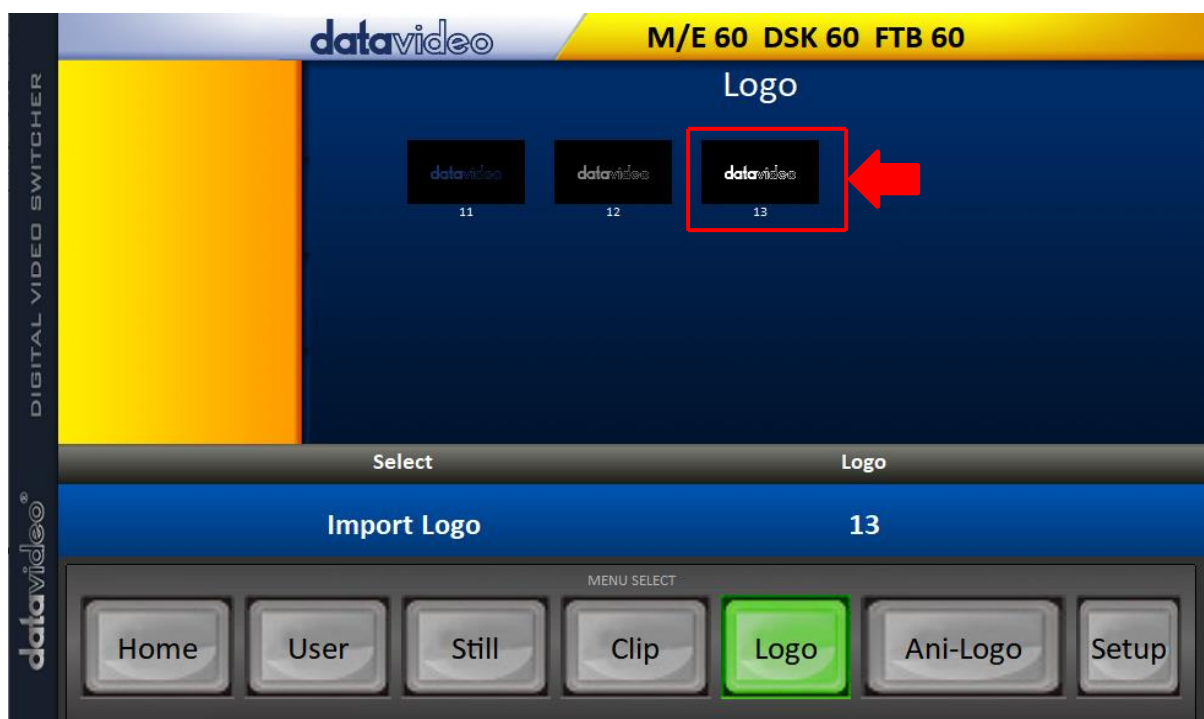 datavideo M/E 60 DSK 60 FTB 60
Logo
datavideo datavideo datavideo
11 12 13
Select Logo
Import Logo 13
MENU SELECT
Home User Still Clip Logo Ani-Logo Setup
DIGITAL VIDEO SWITCHER
datavideo®